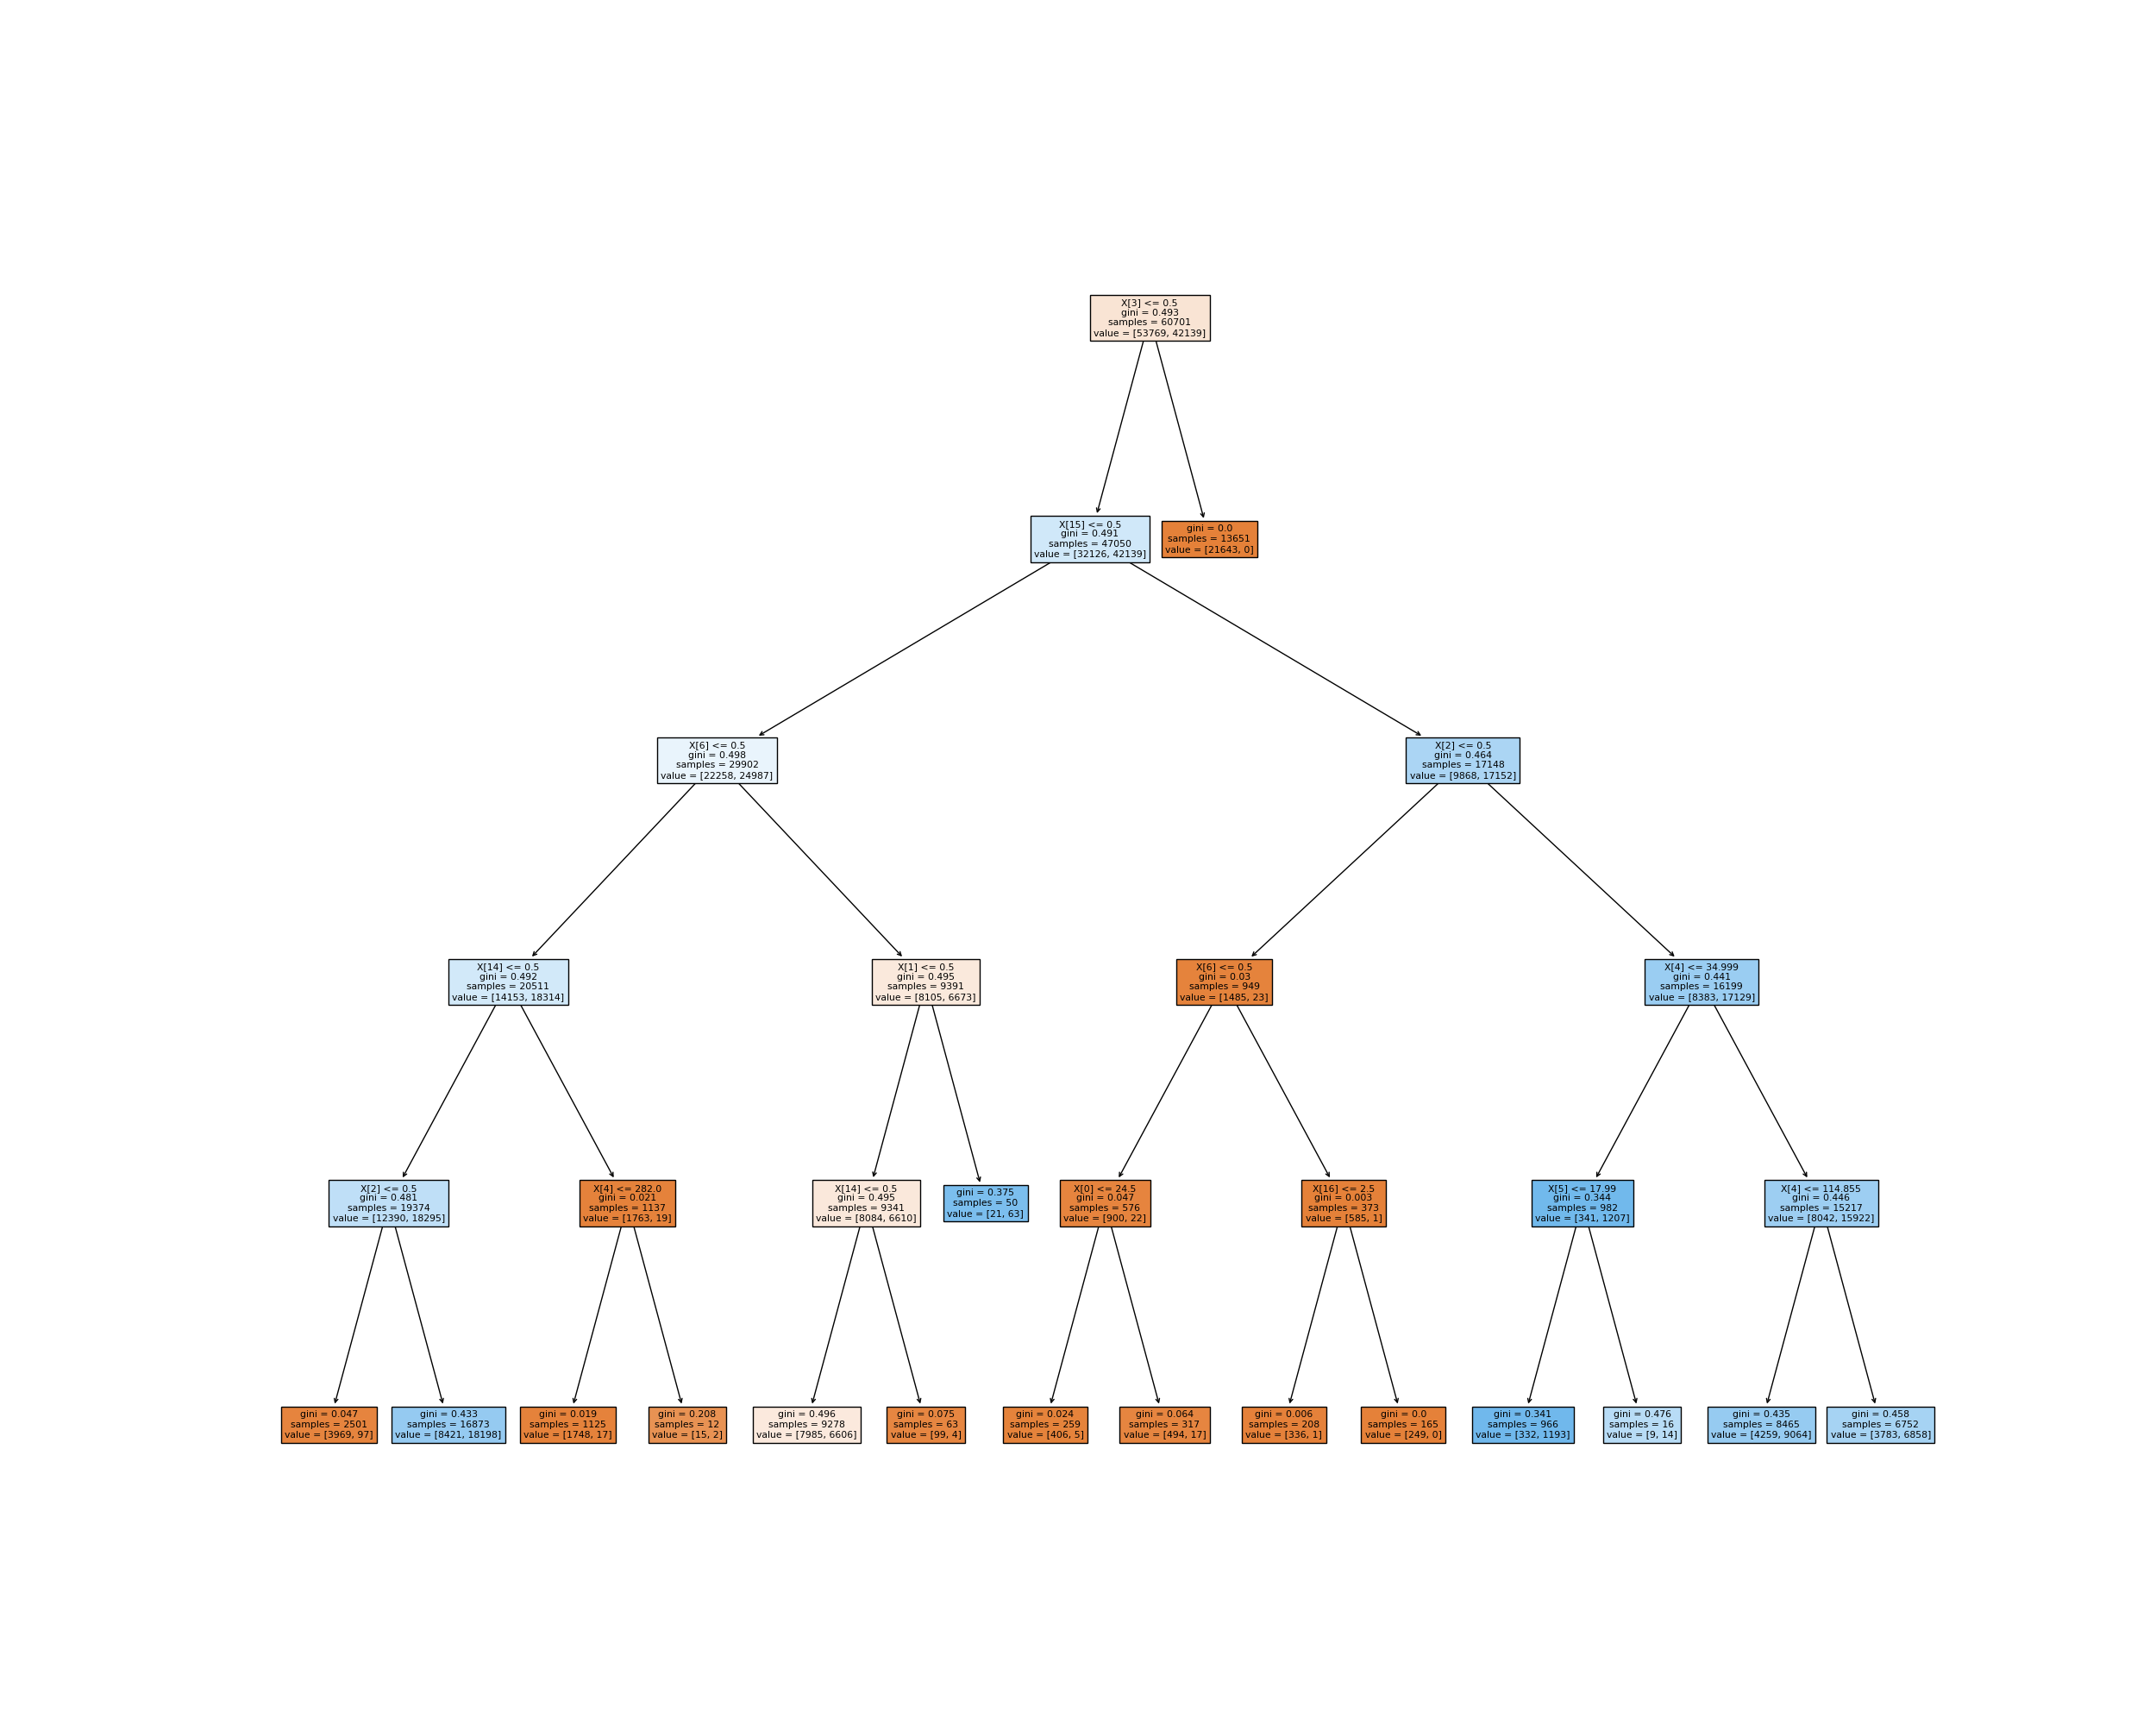 X[3] <= 0.5
gini = 0.493
samples = 60701
value = [53769, 42139]
X[15] <= 0.5
gini = 0.491
samples = 47050
value = [32126, 42139]
gini = 0.0
samples = 13651
value = [21643, 0]
X[6] <= 0.5
gini = 0.498
samples = 29902
value = [22258, 24987]
X[2] <= 0.5
gini = 0.464
samples = 17148
value = [9868, 17152]
X[14] <= 0.5
gini = 0.492
samples = 20511
value = [14153, 18314]
X[1] <= 0.5
gini = 0.495
samples = 9391
value = [8105, 6673]
X[6] <= 0.5
gini = 0.03
samples = 949
value = [1485, 23]
X[4] <= 34.999
gini = 0.441
samples = 16199
value = [8383, 17129]
X[2] <= 0.5
gini = 0.481
samples = 19374
value = [12390, 18295]
X[4] <= 282.0
gini = 0.021
samples = 1137
value = [1763, 19]
X[14] <= 0.5
gini = 0.495
samples = 9341
value = [8084, 6610]
gini = 0.375
samples = 50
value = [21, 63]
X[0] <= 24.5
gini = 0.047
samples = 576
value = [900, 22]
X[16] <= 2.5
gini = 0.003
samples = 373
value = [585, 1]
X[5] <= 17.99
gini = 0.344
samples = 982
value = [341, 1207]
X[4] <= 114.855
gini = 0.446
samples = 15217
value = [8042, 15922]
gini = 0.047
samples = 2501
value = [3969, 97]
gini = 0.433
samples = 16873
value = [8421, 18198]
gini = 0.019
samples = 1125
value = [1748, 17]
gini = 0.208
samples = 12
value = [15, 2]
gini = 0.496
samples = 9278
value = [7985, 6606]
gini = 0.075
samples = 63
value = [99, 4]
gini = 0.024
samples = 259
value = [406, 5]
gini = 0.064
samples = 317
value = [494, 17]
gini = 0.006
samples = 208
value = [336, 1]
gini = 0.0
samples = 165
value = [249, 0]
gini = 0.341
samples = 966
value = [332, 1193]
gini = 0.476
samples = 16
value = [9, 14]
gini = 0.435
samples = 8465
value = [4259, 9064]
gini = 0.458
samples = 6752
value = [3783, 6858]